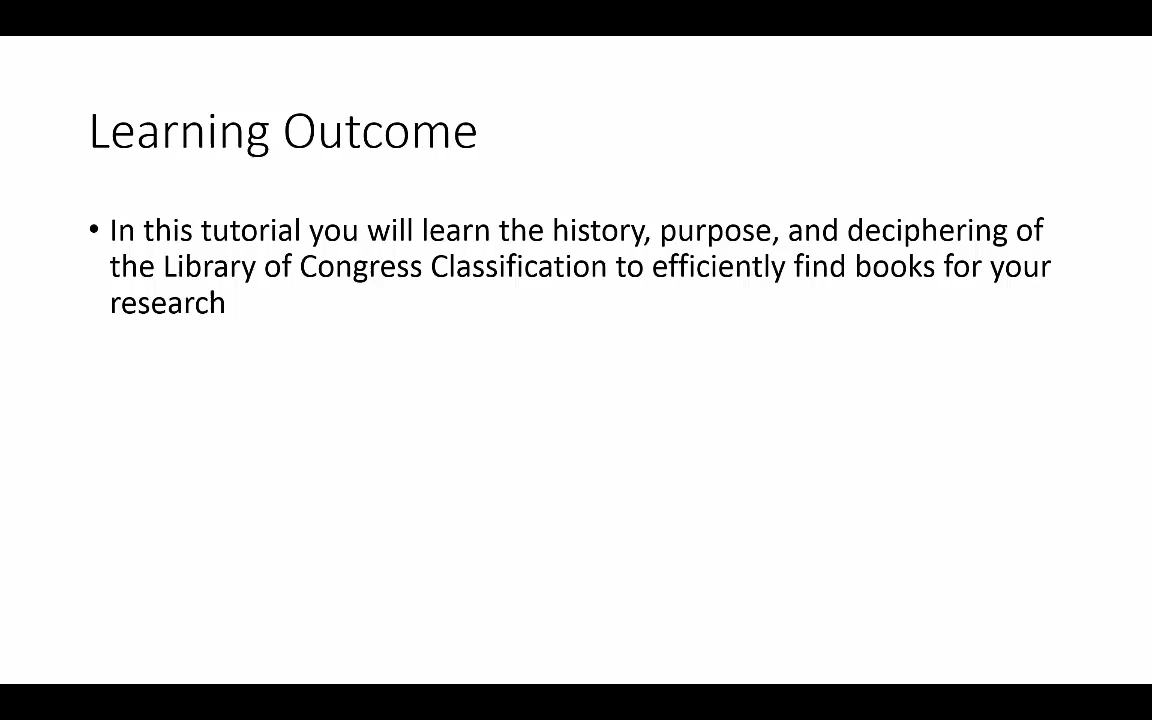 Learning Outcome
• In this tutorial you will learn the history, purpose, and deciphering of
the Library of Congress Classification to efficiently find books for your
research